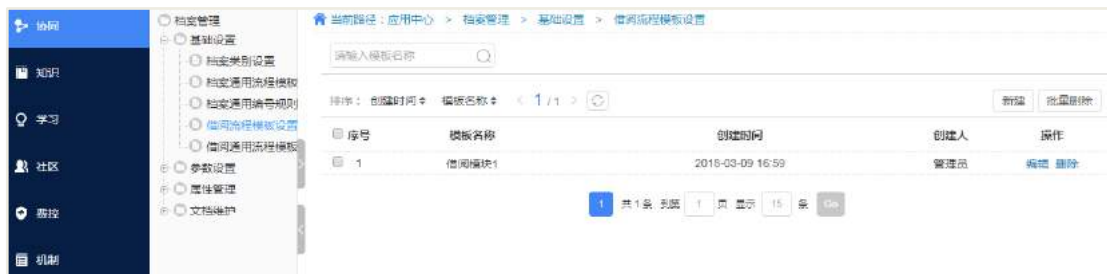 协同
知识
学习
社区
费控
机制
档案管理
基础设置
档案类别设置
档案通用流程模板
档案通用编号规则
借阅流程模板设置
借阅通用流程模板
参数设置
属性管理
文档维护
当前路径：应用中心 > 档案管理 > 基础设置 > 借阅流程模板设置
请输入模板名称
排序： 创建时间 模板名称 < 1 / 1 > 新建 批量删除
序号 模板名称 创建时间 创建人 操作
1 借阅模块1 2018-03-09 16:59 管理员 编辑 删除
1 共1条 到第 1 页 显示 15 条 Go